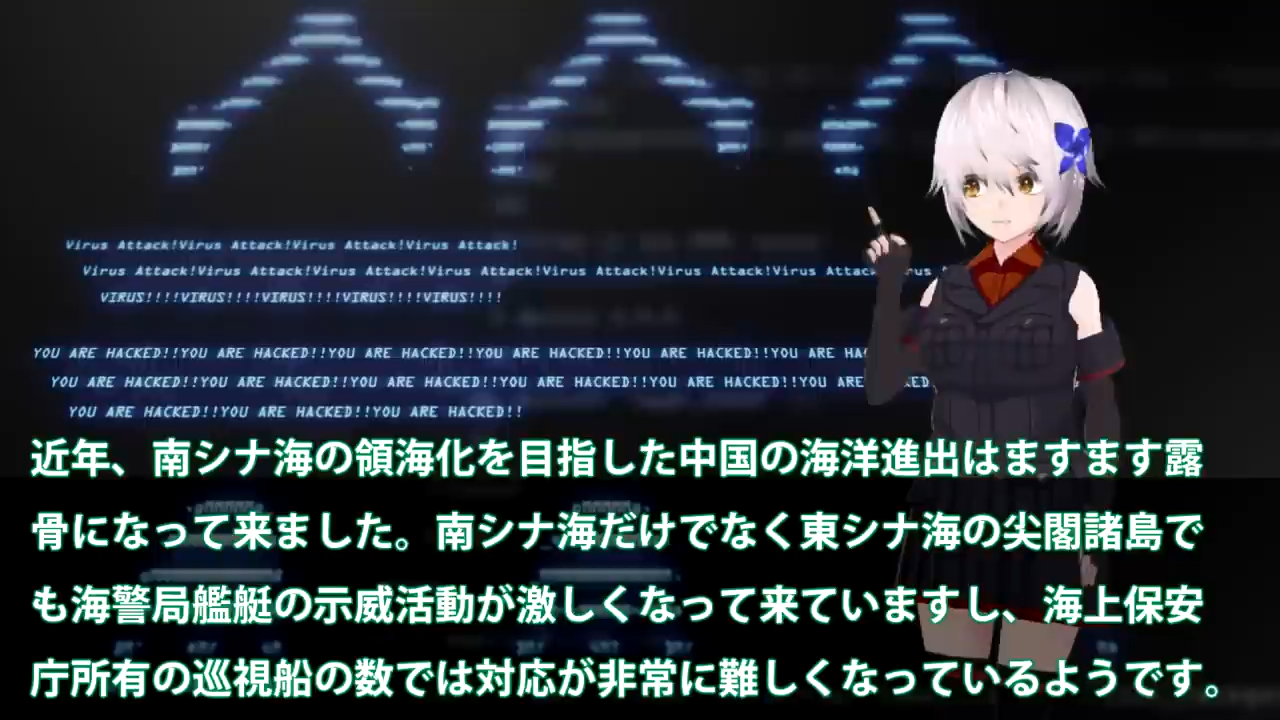 Virus Attack!Virus Attack!Virus Attack!Virus Attack!
Virus Attack!Virus Attack!Virus Attack!Virus Attack!Virus Attack!Virus Attack!Virus Attack!
VIRUS!!!!VIRUS!!!!VIRUS!!!!VIRUS!!!!VIRUS!!!!
YOU ARE HACKED!!YOU ARE HACKED!!YOU ARE HACKED!!YOU ARE HACKED!!YOU ARE HACKED!!YOU ARE
YOU ARE HACKED!!YOU ARE HACKED!!YOU ARE HACKED!!YOU ARE HACKED!!YOU ARE HACKED!!YOU ARE
YOU ARE HACKED!!YOU ARE HACKED!!YOU ARE HACKED!!
近年、南シナ海の領海化を目指した中国の海洋進出はますます露
骨になって来ました。南シナ海だけでなく東シナ海の尖閣諸島で
も海警局艦艇の示威活動が激しくなって来ていますし、海上保安
庁所有の巡視船の数では対応が非常に難しくなっているようです。